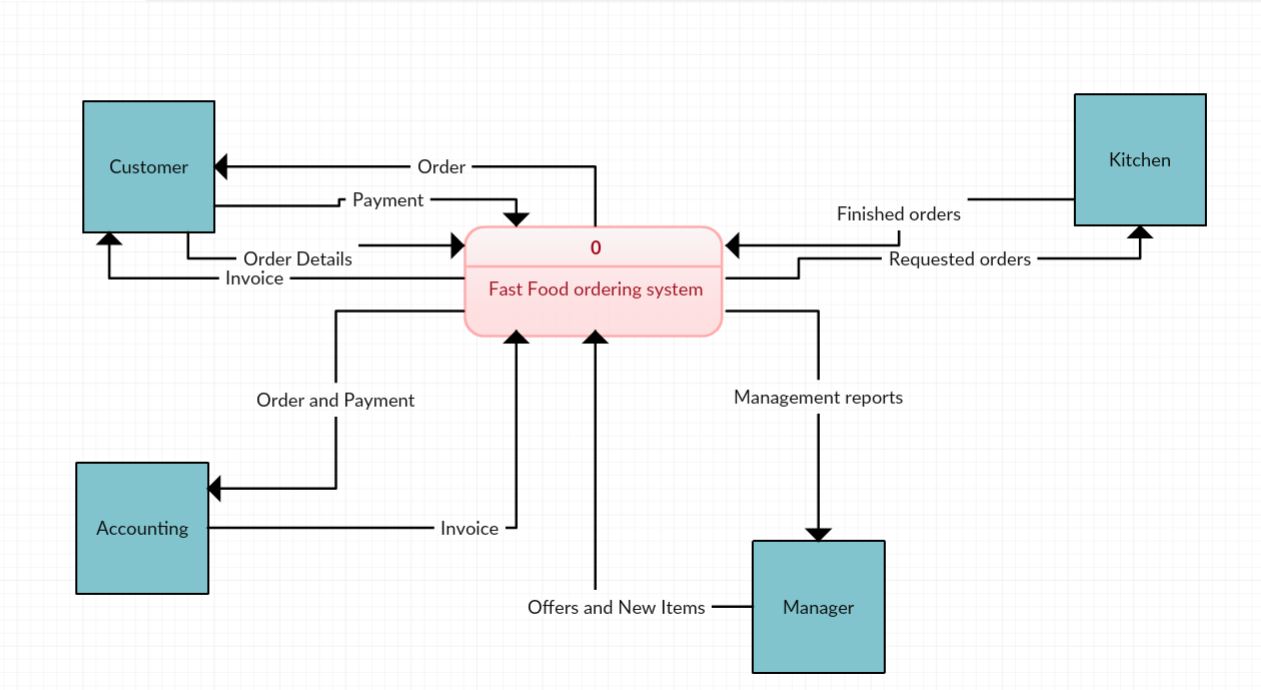 Customer
Order
Kitchen
Payment
Finished orders
0
Order Details
Requested orders
Invoice
Fast Food ordering system
Order and Payment
Management reports
Accounting
Invoice
Offers and New Items
Manager